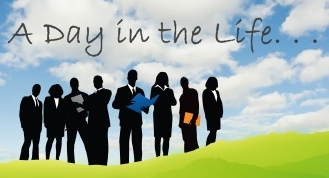 A Day in the Life. . .